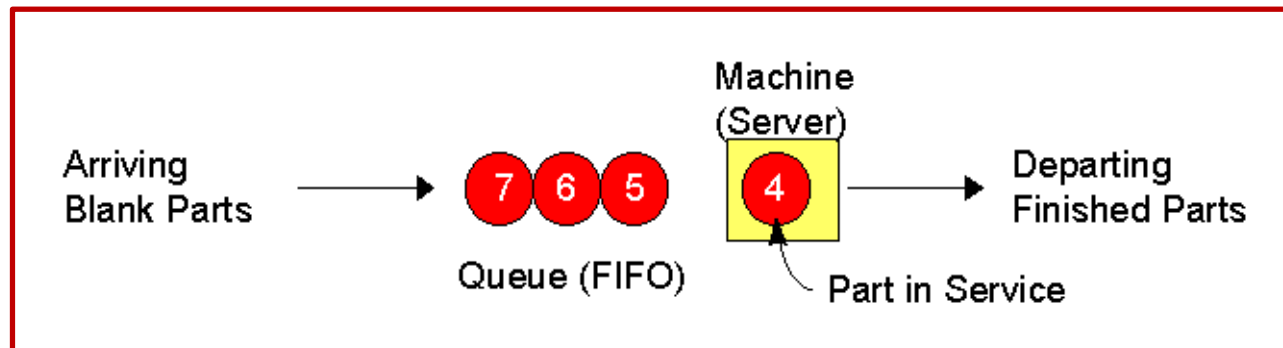 Machine
(Server)
Arriving
Blank Parts
7 6 5
4
Departing
Finished Parts
Queue (FIFO)
Part in Service